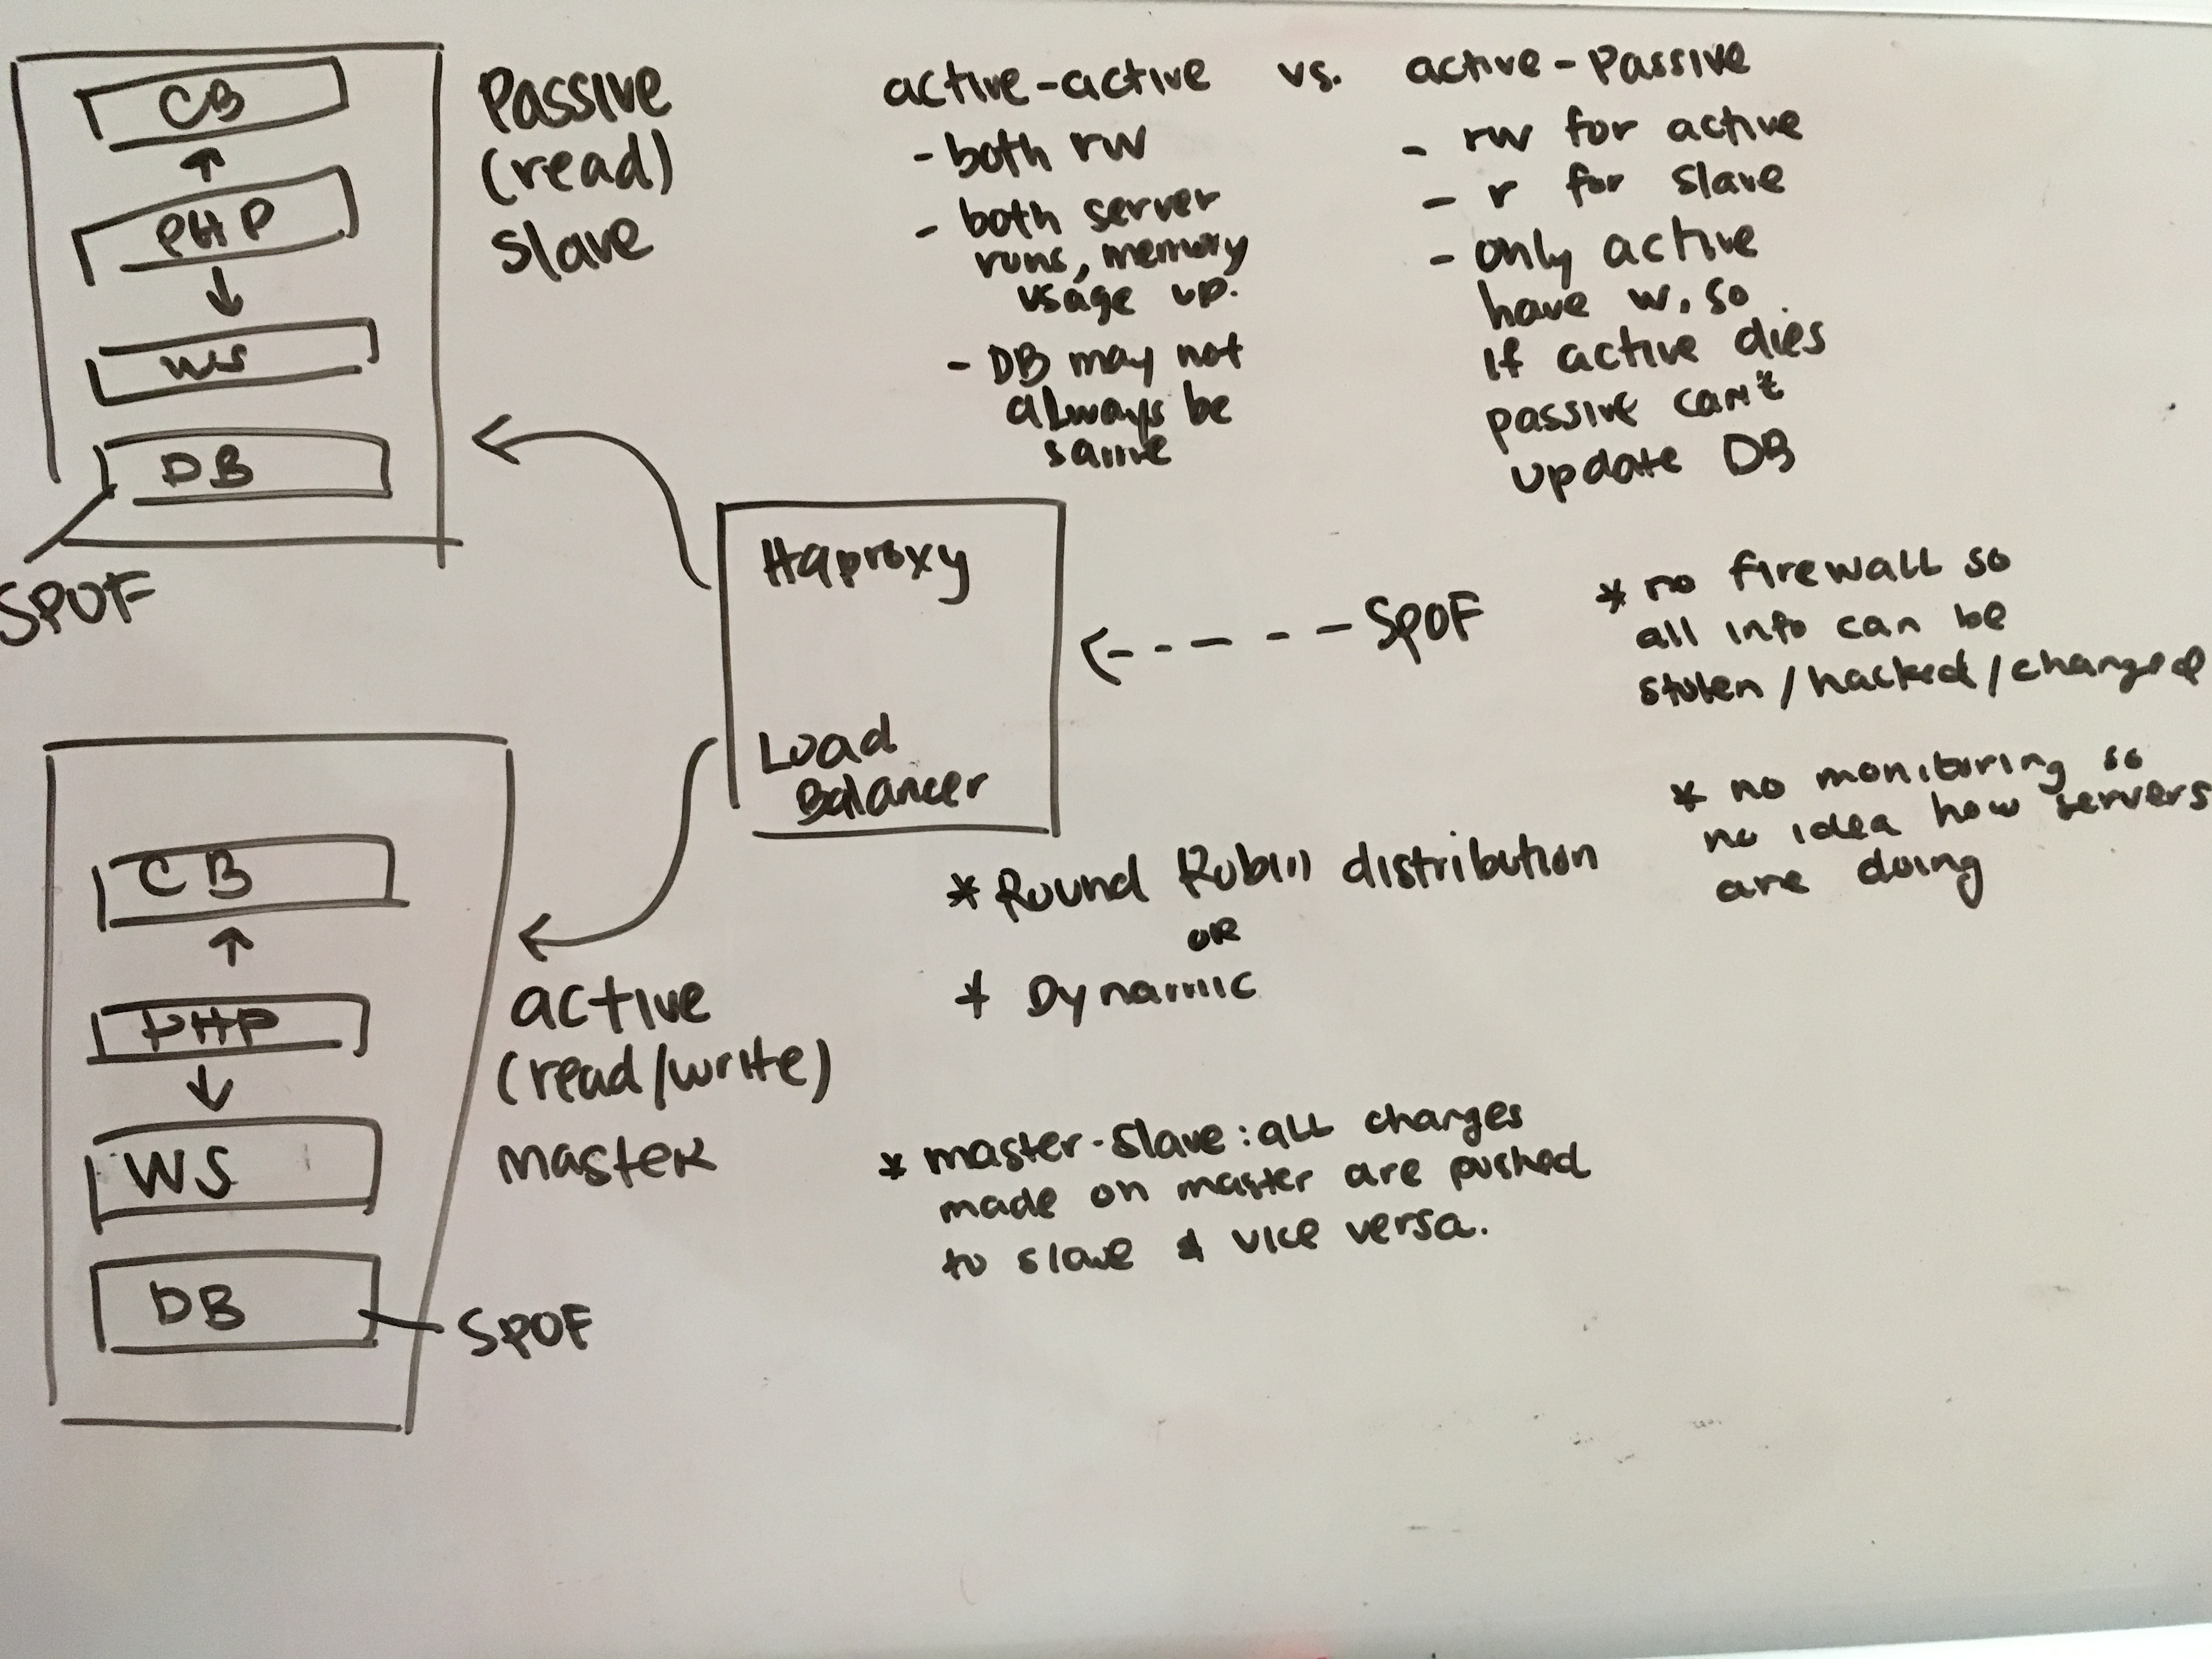 CB
PHP
WS
DB
SPOF
Passive
(read)
slave
active-active vs. active-Passive
- both rw
- both server
runs, memory
usage up.
- DB may not
always be
same
- rw for active
- r for slave
- only active
have w, so
if active dies
passive can't
update DB
Haproxy
Load
Balancer
SPOF
* no firewall so
all info can be
stolen/hacked/changed
* no monitoring so
no idea how servers
are doing
* Round Robin distribution
OR
* Dynamic
CB
PHP
WS
DB
SPOF
active
(read/write)
master
* master-slave: all changes
made on master are pushed
to slave & vice versa.